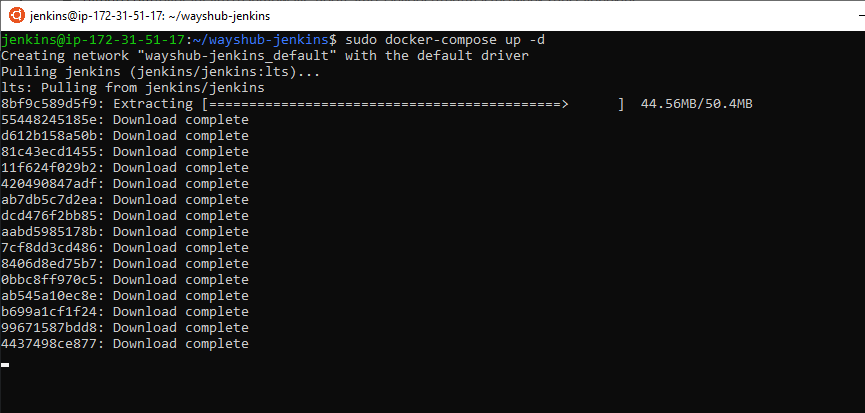 jenkins@ip-172-31-51-17: ~/wayshub-jenkins
jenkins@ip-172-31-51-17:~/wayshub-jenkins$ sudo docker-compose up -d
Creating network "wayshub-jenkins_default" with the default driver
Pulling jenkins (jenkins/jenkins:lts)...
lts: Pulling from jenkins/jenkins
8bf9c589d5f9: Extracting [============================================>      ]  44.56MB/50.4MB
55448245185e: Download complete
d612b158a50b: Download complete
81c43ecd1455: Download complete
11f624f029b2: Download complete
420490847adf: Download complete
ab7db5c7d2ea: Download complete
dcd476f2bb85: Download complete
aabd5985178b: Download complete
7cf8dd3cd486: Download complete
8406d8ed75b7: Download complete
0bbc8ff970c5: Download complete
ab545a10ec8e: Download complete
b699a1cf1f24: Download complete
99671587bdd8: Download complete
4437498ce877: Download complete